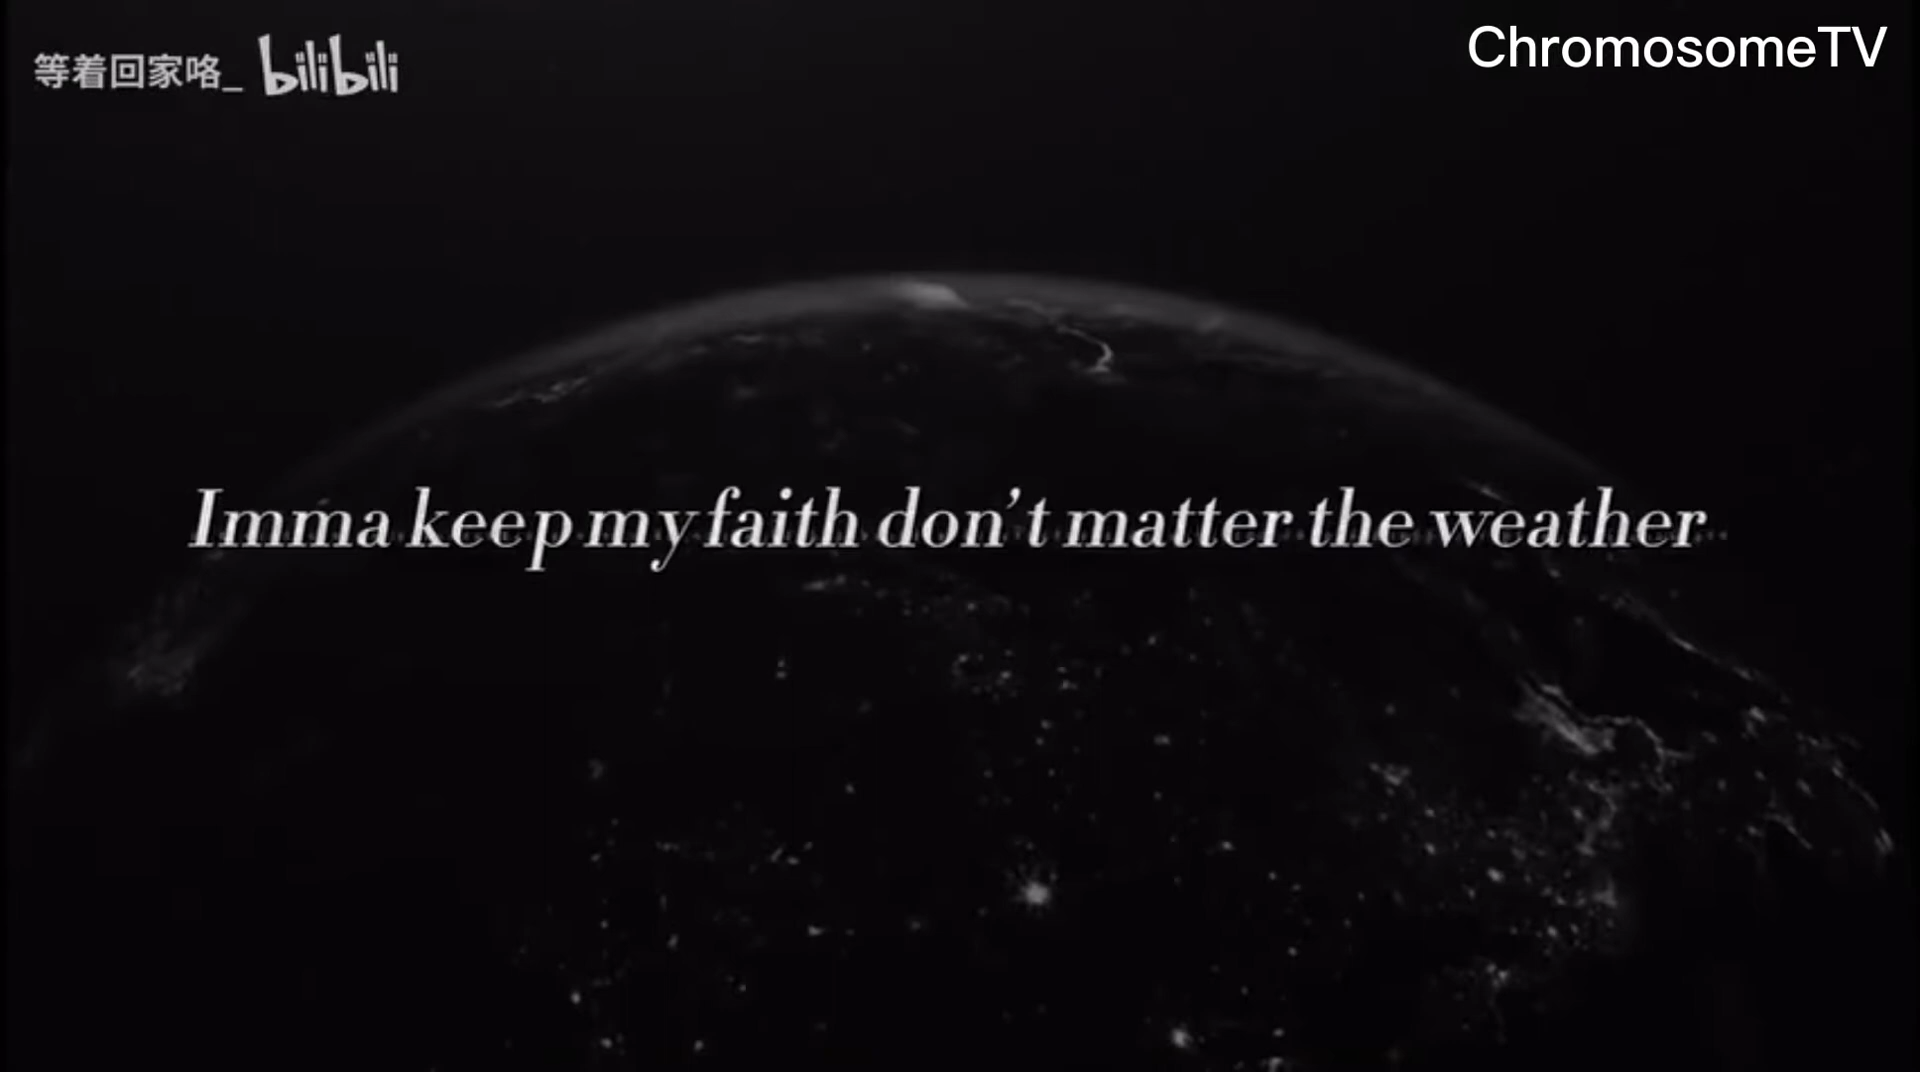 等着回家咯_ bilibili
ChromosomeTV
Imma keep my faith don't matter the weather